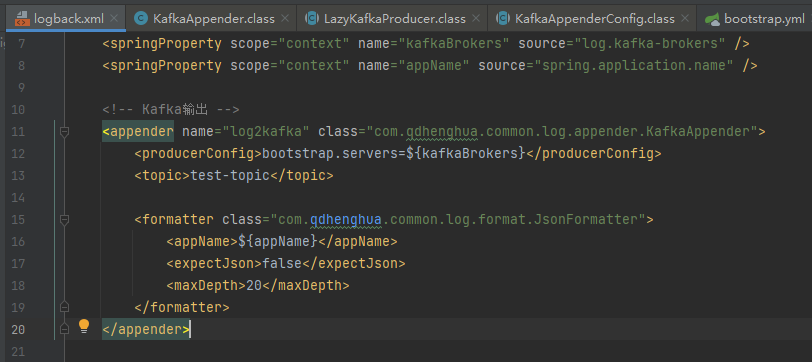 logback.xml KafkaAppender.class LazyKafkaProducer.class KafkaAppenderConfig.class bootstrap.yml
7 <springProperty scope="context" name="kafkaBrokers" source="log.kafka-brokers" />
8 <springProperty scope="context" name="appName" source="spring.application.name" />
9
10 <!-- Kafka输出 -->
11 <appender name="log2kafka" class="com.qdhenghua.common.log.appender.KafkaAppender">
12 <producerConfig>bootstrap.servers=${kafkaBrokers}</producerConfig>
13 <topic>test-topic</topic>
14
15 <formatter class="com.qdhenghua.common.log.format.JsonFormatter">
16 <appName>${appName}</appName>
17 <expectJson>false</expectJson>
18 <maxDepth>20</maxDepth>
19 </formatter>
20 </appender>
21